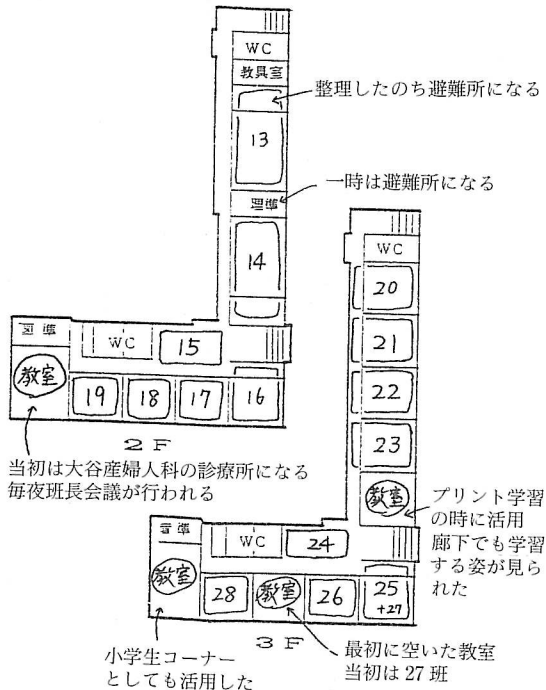 WC
教具室
整理したのち避難所になる
13
一時は避難所になる
理準
14
図準
WC
15
教室
19
18
17
16
2F
当初は大谷産婦人科の診療所になる
毎夜班長会議が行われる
WC
20
21
22
23
教室
プリント学習
の時に活用
廊下でも学習
する姿が見ら
れた
音準
WC
24
教室
28
教室
26
25
+27
3F
小学生コーナー
としても活用した
最初に空いた教室
当初は27班